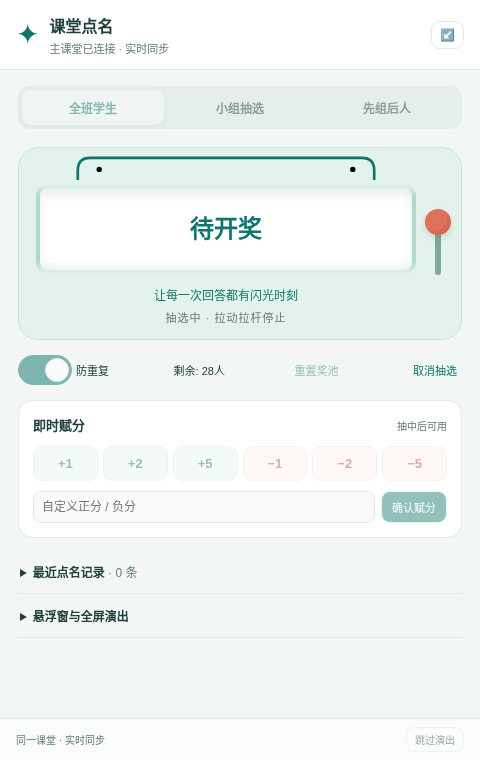 课堂点名
主课堂已连接 · 实时同步
全班学生 小组抽选 先组后人
待开奖
让每一次回答都有闪光时刻
抽选中 · 拉动拉杆停止
防重复 剩余: 28人 重置奖池 取消抽选
即时赋分 抽中后可用
+1 +2 +5 −1 −2 −5
自定义正分 / 负分 确认赋分
最近点名记录 · 0 条
悬浮窗与全屏演出
同一课堂 · 实时同步 跳过演出